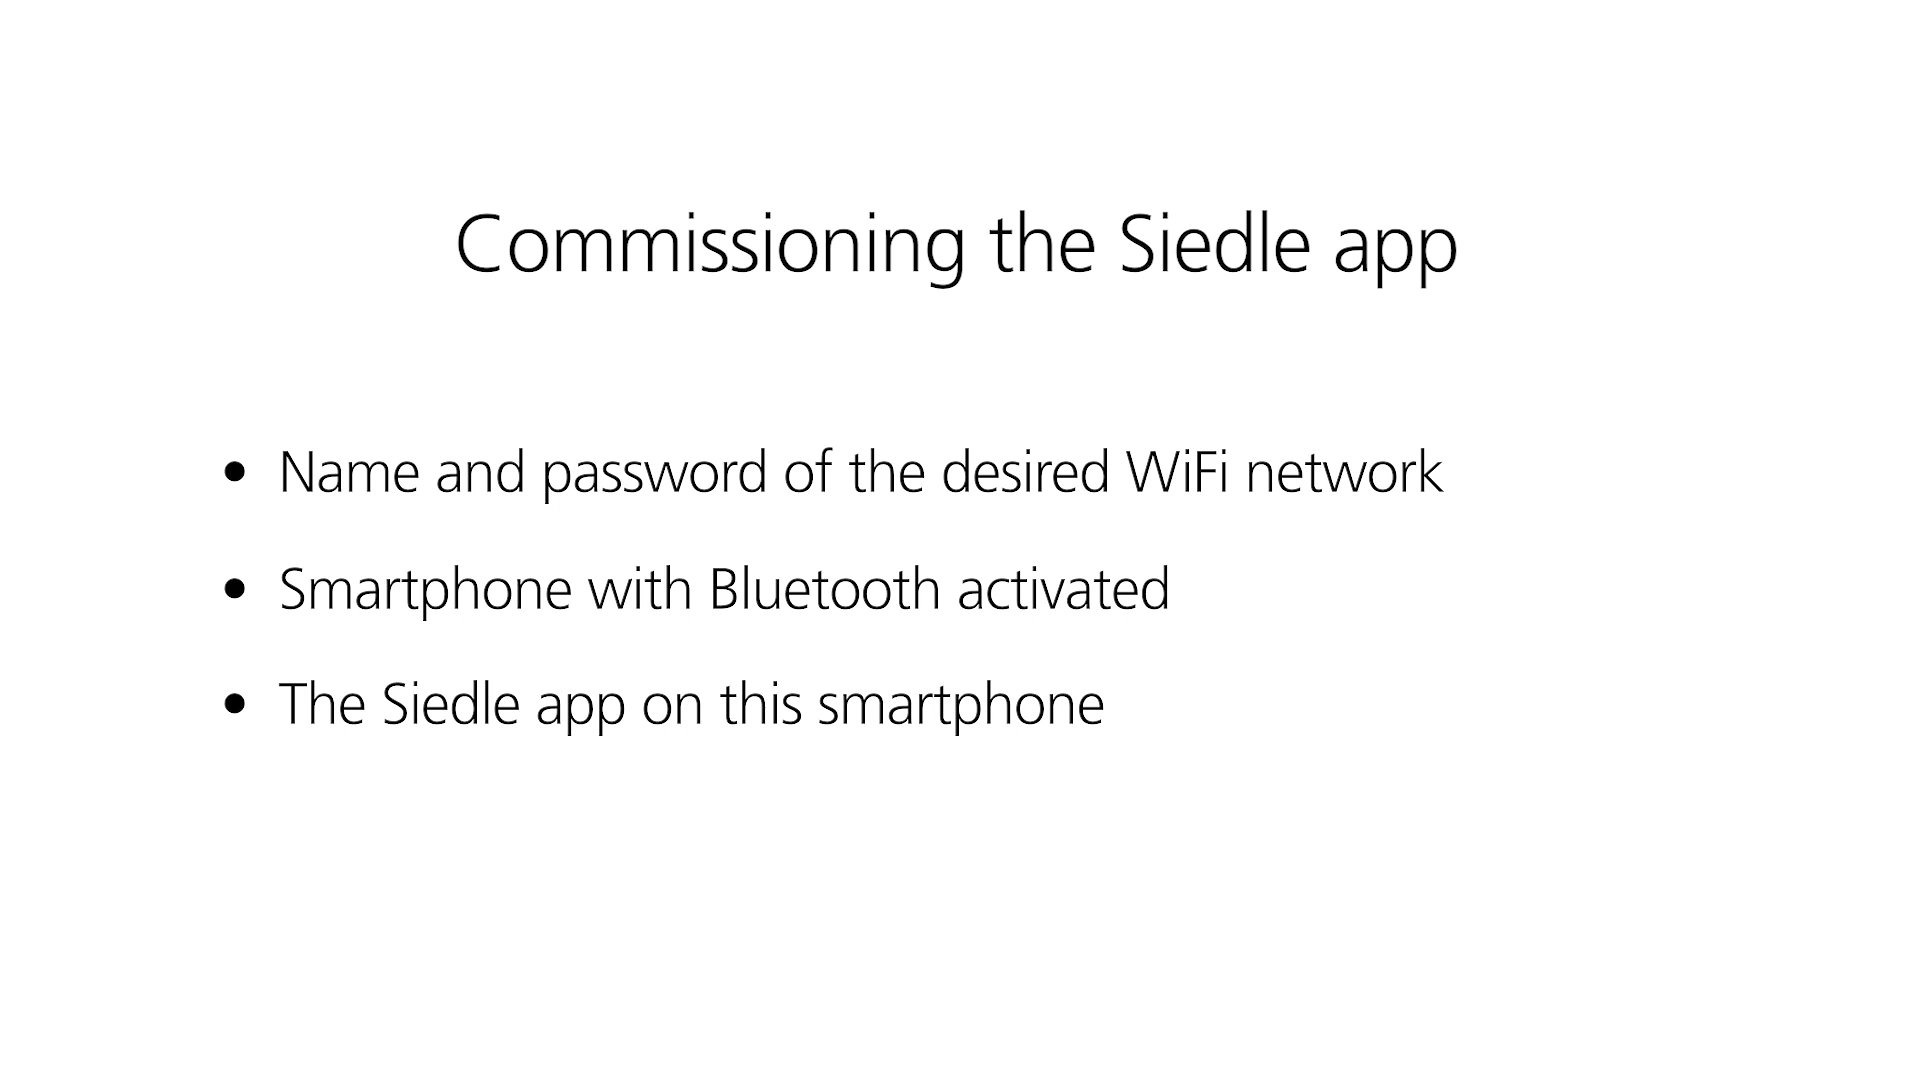 Commissioning the Siedle app
• Name and password of the desired WiFi network
• Smartphone with Bluetooth activated
• The Siedle app on this smartphone